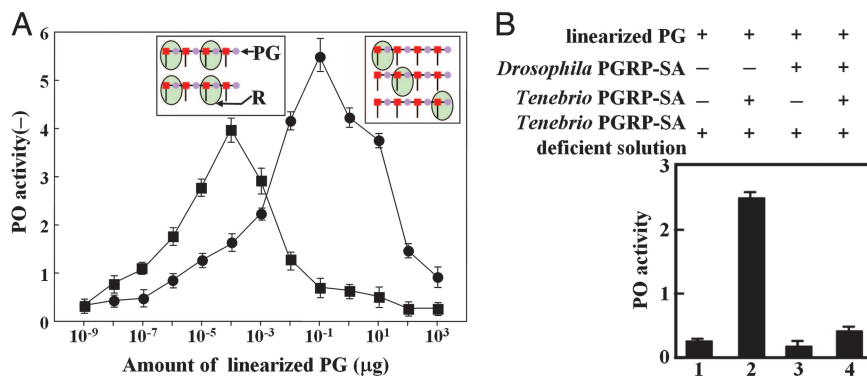 A
PO activity(–)
6
5
4
3
2
1
0
PG
R
10⁻⁹ 10⁻⁷ 10⁻⁵ 10⁻³ 10⁻¹ 10¹ 10³
Amount of linearized PG (μg)
B
linearized PG + + + +
Drosophila PGRP-SA – – + +
Tenebrio PGRP-SA – + – +
Tenebrio PGRP-SA
deficient solution + + + +
PO activity
3
2
1
0
1 2 3 4